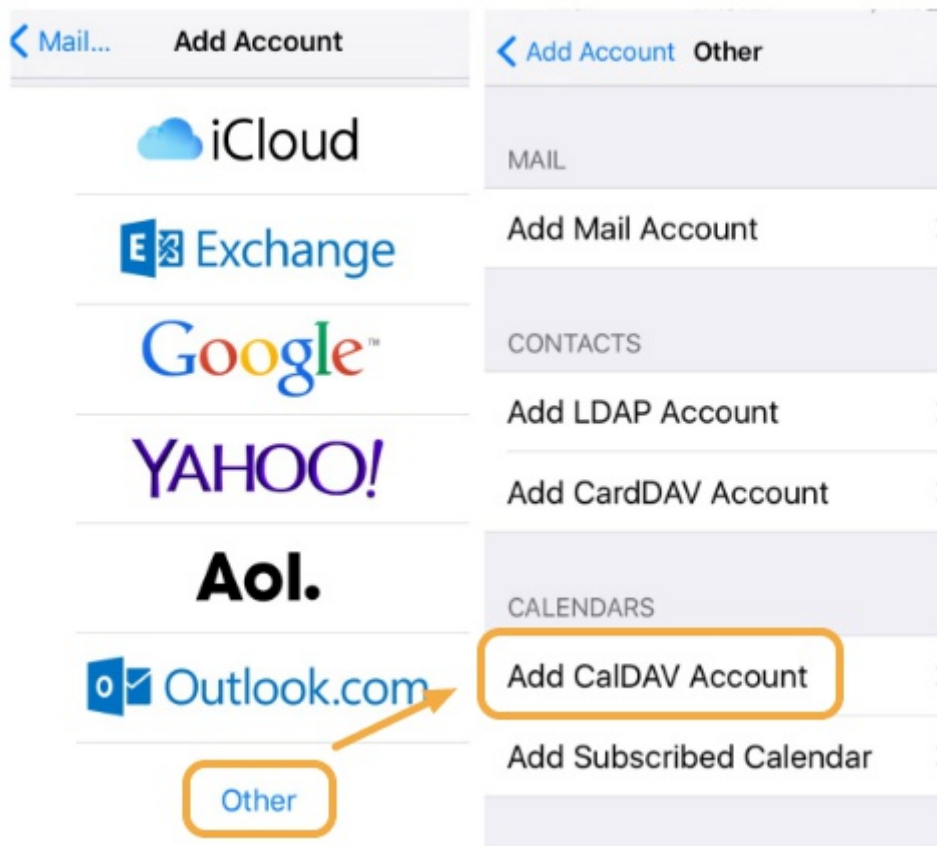 Mail... Add Account
iCloud
E Exchange
Google™
YAHOO!
Aol.
o Outlook.com
Other
Add Account Other
MAIL
Add Mail Account
CONTACTS
Add LDAP Account
Add CardDAV Account
CALENDARS
Add CalDAV Account
Add Subscribed Calendar